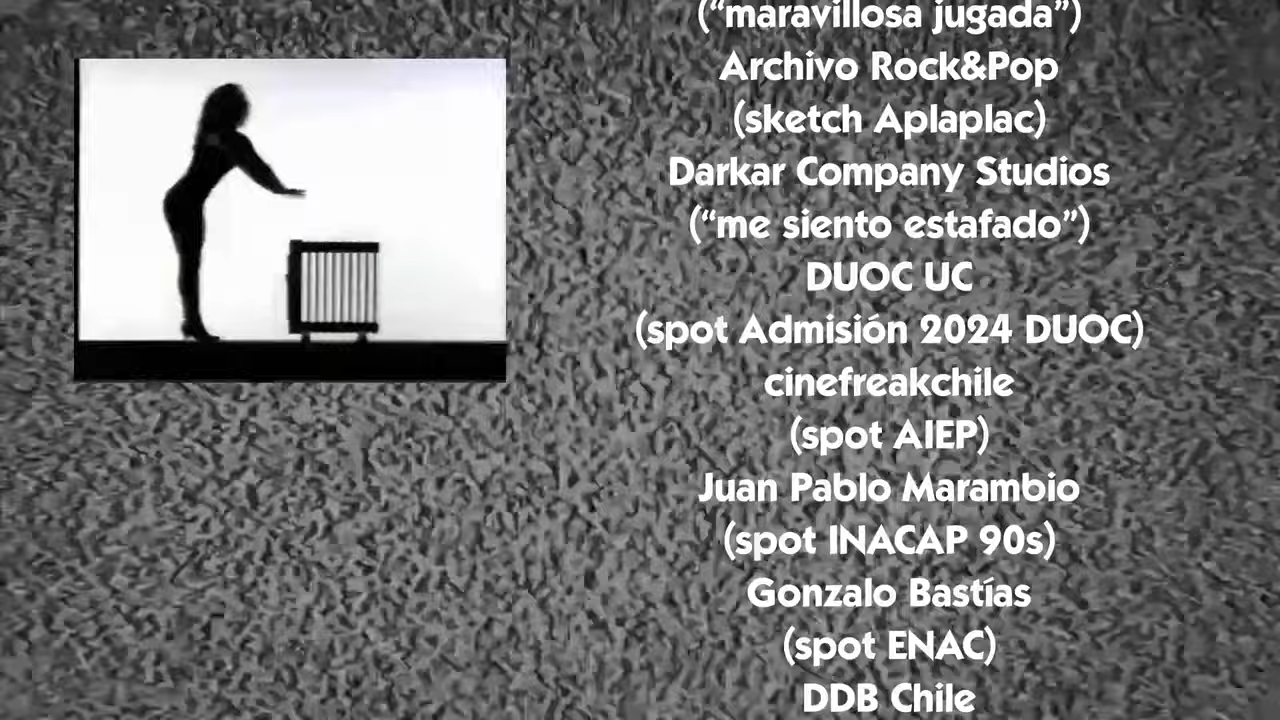 (“maravillosa jugada”)
Archivo Rock&Pop
(sketch Aplaplac)
Darkar Company Studios
(“me siento estafado”)
DUOC UC
(spot Admisión 2024 DUOC)
cinefreakchile
(spot AIEP)
Juan Pablo Marambio
(spot INACAP 90s)
Gonzalo Bastías
(spot ENAC)
DDB Chile